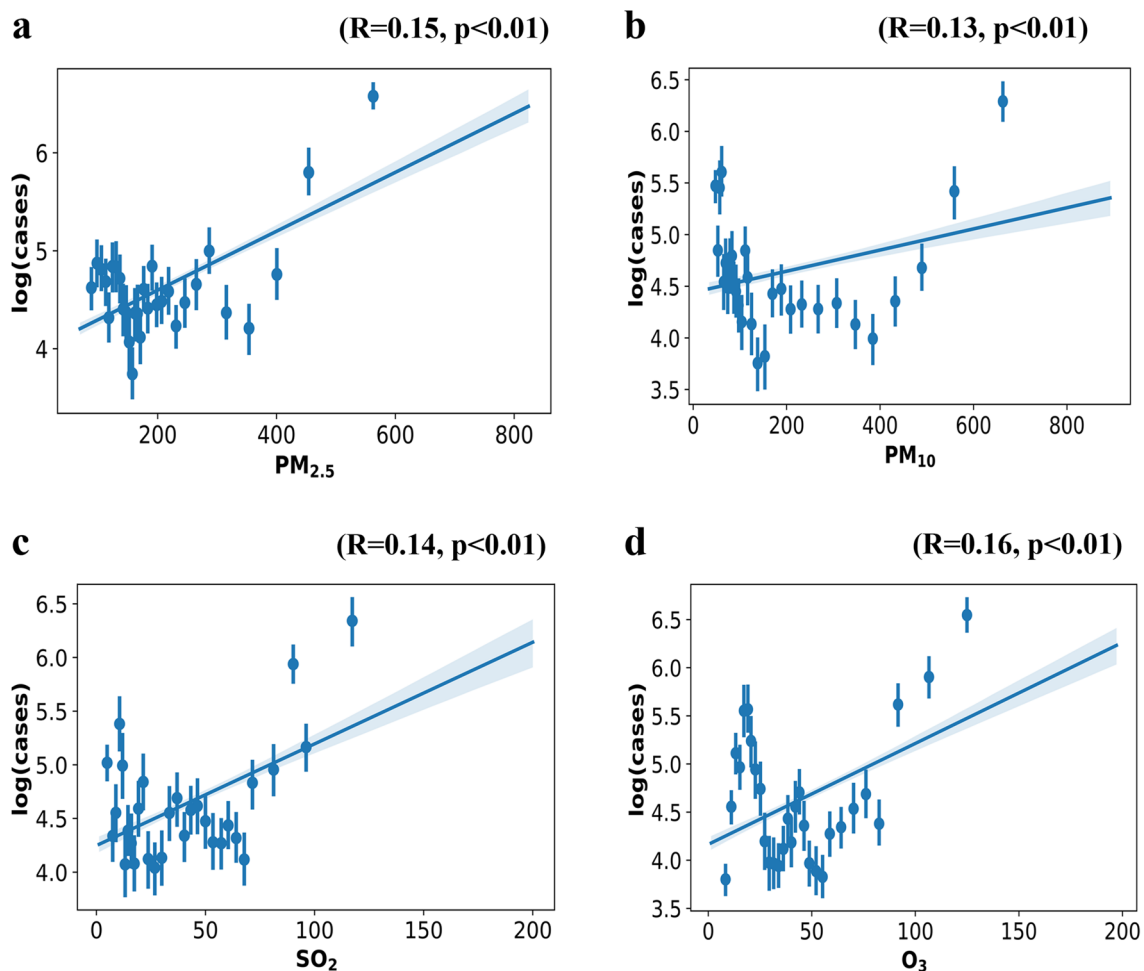 a (R=0.15, p<0.01)
log(cases)
6
5
4
200 400 600 800
PM2.5
b (R=0.13, p<0.01)
log(cases)
6.5
6.0
5.5
5.0
4.5
4.0
3.5
0 200 400 600 800
PM10
c (R=0.14, p<0.01)
log(cases)
6.5
6.0
5.5
5.0
4.5
4.0
0 50 100 150 200
SO2
d (R=0.16, p<0.01)
log(cases)
6.5
6.0
5.5
5.0
4.5
4.0
3.5
0 50 100 150 200
O3